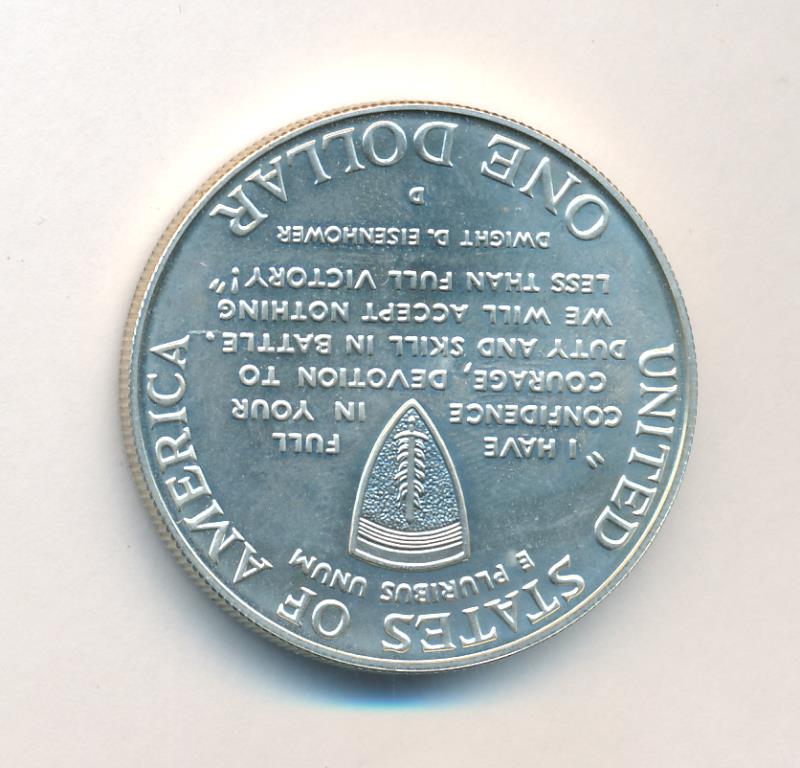 UNITED STATES OF AMERICA
E PLURIBUS UNUM
"I HAVE FULL
CONFIDENCE IN YOUR
COURAGE, DEVOTION TO
DUTY AND SKILL IN BATTLE.
WE WILL ACCEPT NOTHING
LESS THAN FULL VICTORY!"
DWIGHT D. EISENHOWER
D
ONE DOLLAR